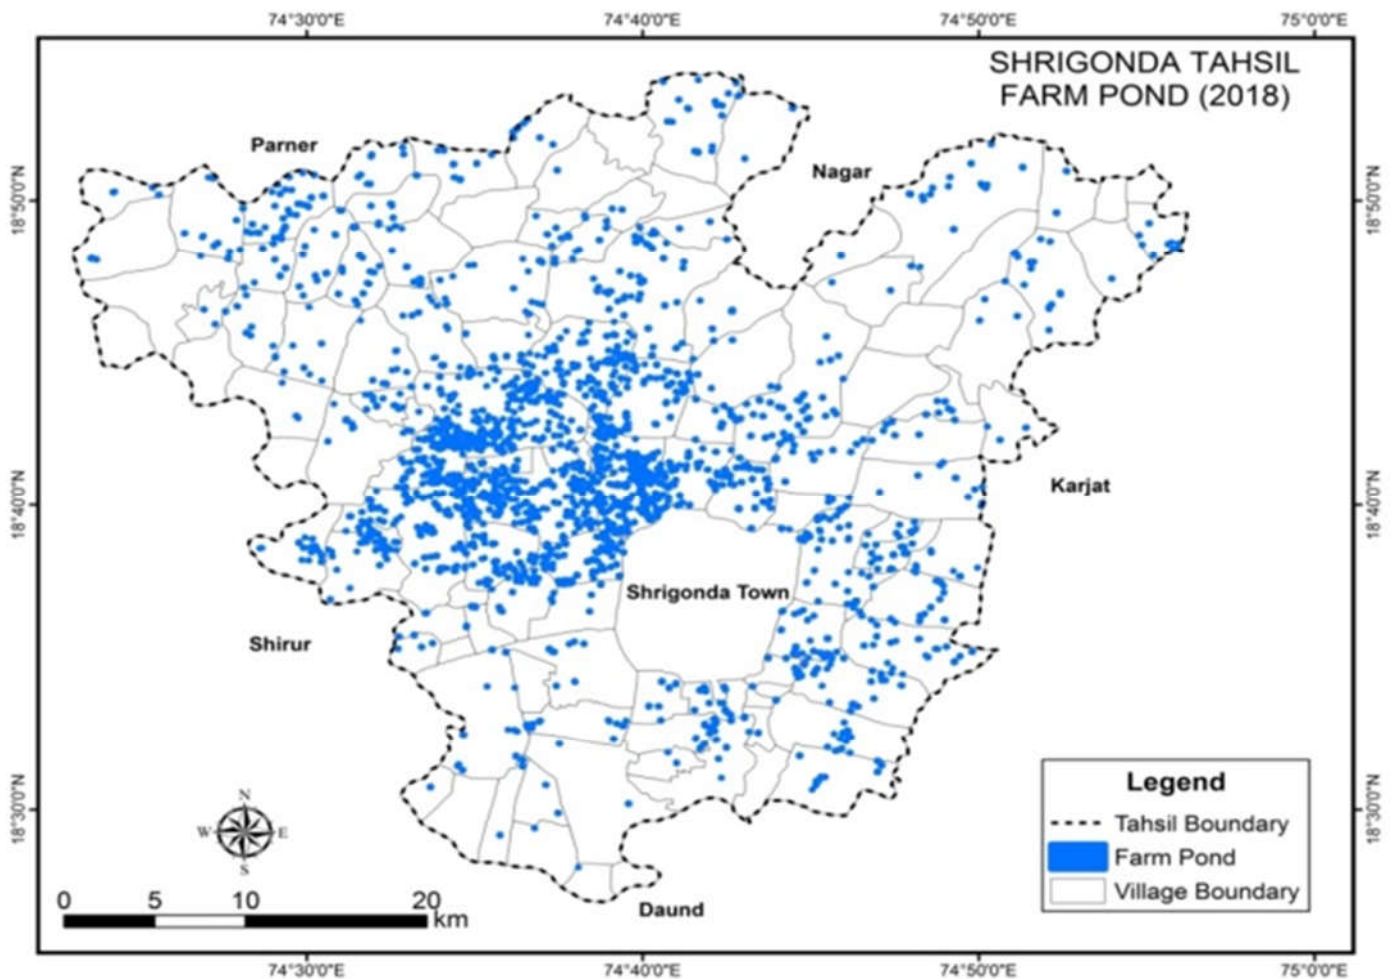 74°30'0"E 74°40'0"E 74°50'0"E 75°0'0"E
SHRIGONDA TAHSIL
FARM POND (2018)
Parner
Nagar
18°50'0"N 18°50'0"N
Karjat
18°40'0"N 18°40'0"N
Shrigonda Town
Shirur
Legend
Tahsil Boundary
Farm Pond
Village Boundary
N
W E
S
18°30'0"N 18°30'0"N
0 5 10 20
km
Daund
74°30'0"E 74°40'0"E 74°50'0"E 75°0'0"E